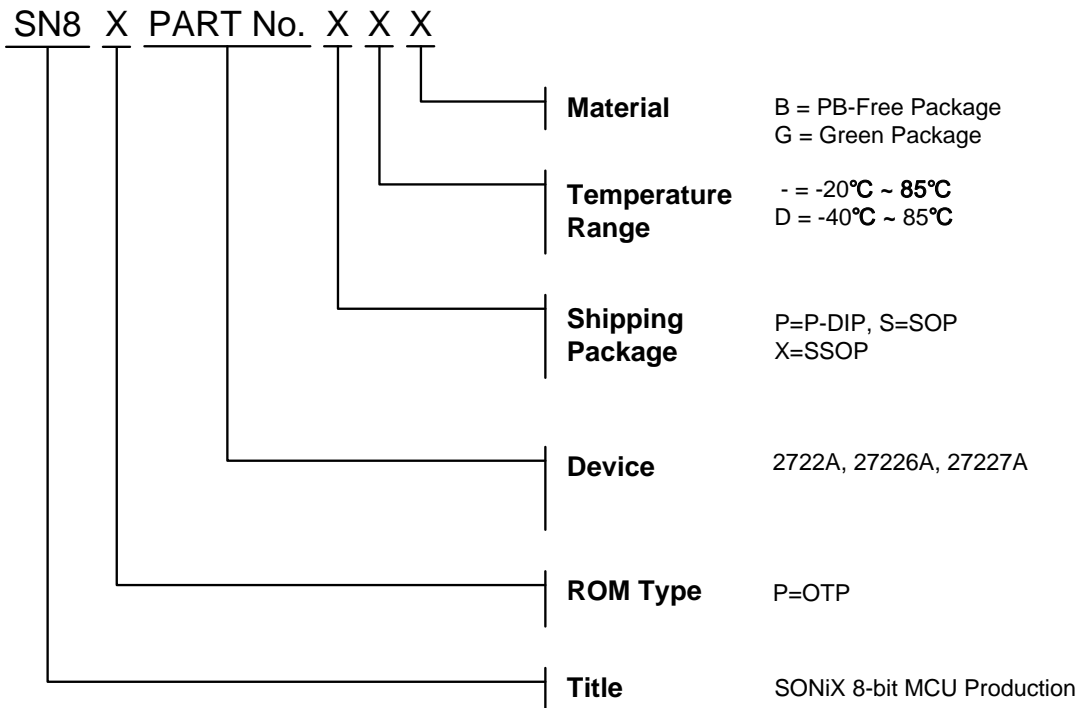 SN8 X PART No. X X X
Material B = PB-Free Package
G = Green Package
Temperature - = -20℃ ~ 85℃
Range D = -40℃ ~ 85℃
Shipping P=P-DIP, S=SOP
Package X=SSOP
Device 2722A, 27226A, 27227A
ROM Type P=OTP
Title SONiX 8-bit MCU Production